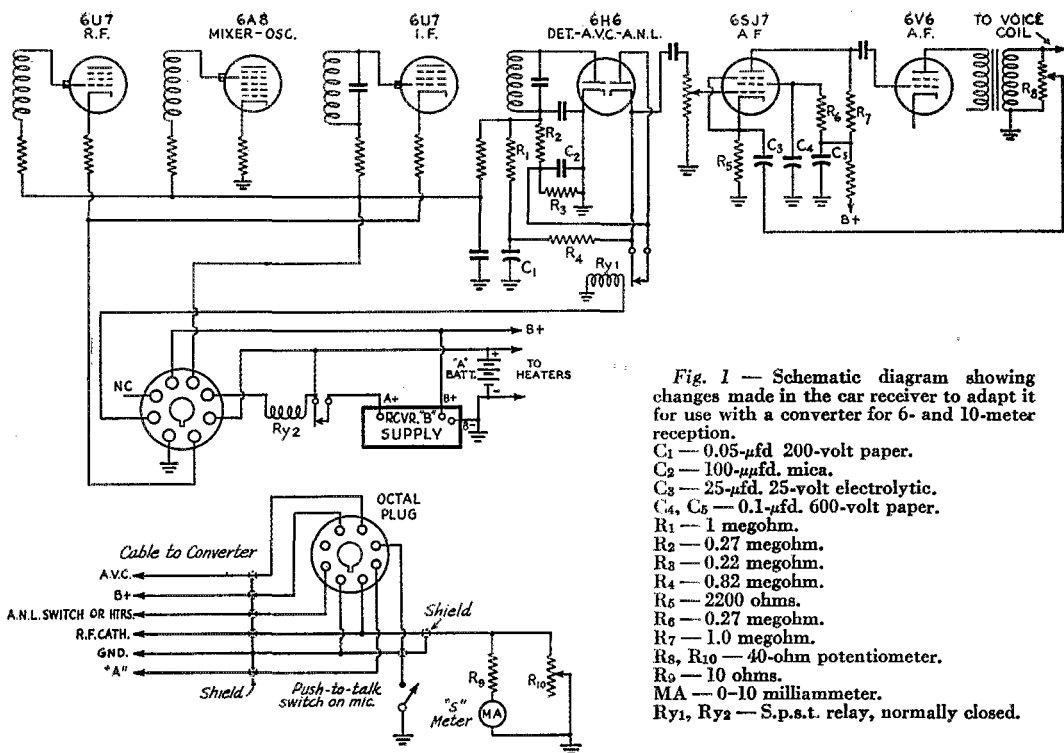 6U7
R.F.
6A8
MIXER-OSC.
6U7
I.F.
6H6
DET.-A.V.C.-A.N.L.
6SJ7
A F
6V6
A.F.
TO VOICE
COIL
R8
R2
R1
C2
R3
R4
C1
Ry1
R5
C3
C4
R6
C5
R7
B+
B+
NC
"A"
BATT.
+
-
TO
HEATERS
Ry2
A+
B+
B-
RCVR. "B"
SUPPLY
OCTAL
PLUG
Cable to Converter
A.V.C.
B+
A.N.L. SWITCH OR HTRS.
R.F. CATH.
GND.
"A"
Shield
Shield
Push-to-talk
switch on mic.
R9
R10
"S"
Meter
MA
Fig. 1 — Schematic diagram showing
changes made in the car receiver to adapt it
for use with a converter for 6- and 10-meter
reception.
C1 — 0.05-µfd 200-volt paper.
C2 — 100-µµfd. mica.
C3 — 25-µfd. 25-volt electrolytic.
C4, C5 — 0.1-µfd. 600-volt paper.
R1 — 1 megohm.
R2 — 0.27 megohm.
R3 — 0.22 megohm.
R4 — 0.82 megohm.
R5 — 2200 ohms.
R6 — 0.27 megohm.
R7 — 1.0 megohm.
R8, R10 — 40-ohm potentiometer.
R9 — 10 ohms.
MA — 0-10 milliammeter.
Ry1, Ry2 — S.p.s.t. relay, normally closed.